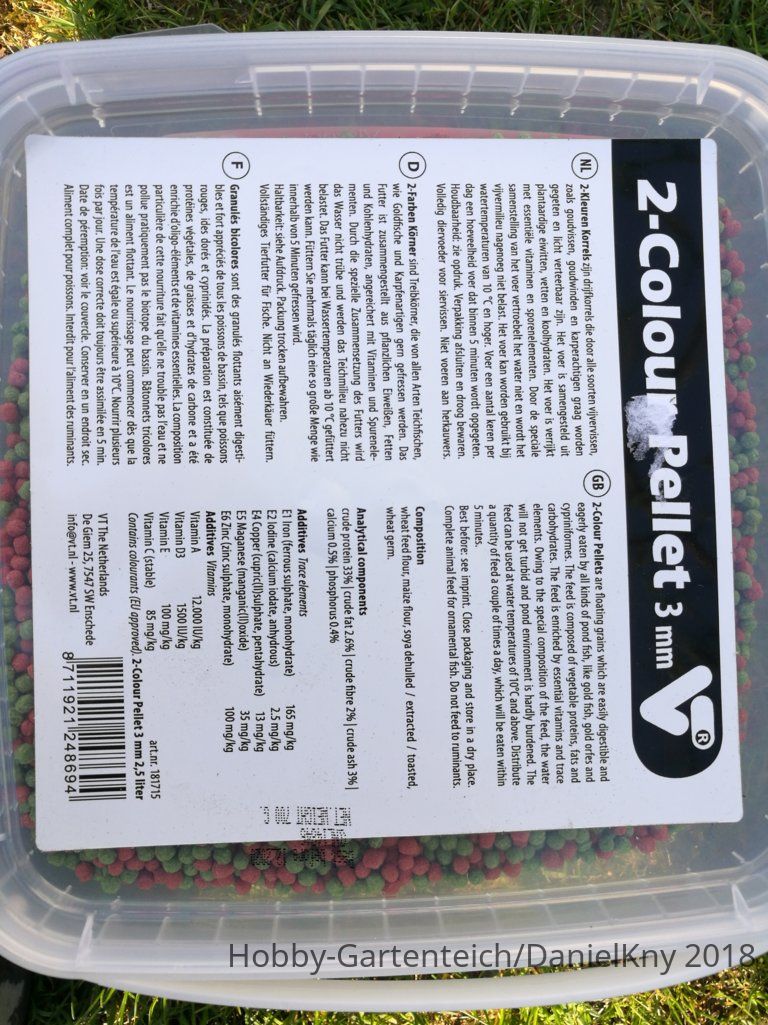 2-Colour Pellet 3 mm
V®
NL
2-Kleuren Korrels zijn drijfkorrels die door alle soorten vijvervissen,
zoals goudvissen, goudwinden en karperachtigen graag worden
gegeten en licht verteerbaar zijn. Het voer is samengesteld uit
plantaardige eiwitten, vetten en koolhydraten. Het voer is verrijkt
met essentiële vitaminen en sporenelementen. Door de speciale
samenstelling van het voer vertroebelt het water niet en wordt het
vijvermilieu nagenoeg niet belast. Het voer kan worden gebruikt bij
watertemperaturen van 10 °C en hoger. Voer een aantal keren per
dag een hoeveelheid voer dat binnen 5 minuten wordt opgegeten.
Houdbaarheid: zie opdruk. Verpakking afsluiten en droog bewaren.
Volledig diervoeder voor siervissen. Niet voeren aan herkauwers.
D
2-Farben Körner sind Treibkörner, die von allen Arten Teichfischen,
wie Goldfische und Karpfenartigen gern gefressen werden. Das
Futter ist zusammengestellt aus pflanzlichen Eiweißen, Fetten
und Kohlenhydraten, angereichert mit Vitaminen und Spurenele-
menten. Durch die spezielle Zusammensetzung des Futters wird
das Wasser nicht trübe und werden das Teichmilieu nahezu nicht
belastet. Das Futter kann bei Wassertemperaturen ab 10 °C gefüttert
werden kann. Füttern Sie mehrmals täglich eine so große Menge wie
innerhalb von 5 Minuten gefressen wird.
Haltbarkeit: siehe Aufdruck. Packung trocken aufbewahren.
Vollständiges Tierfutter für Fische. Nicht an Wiederkäuer füttern.
F
Granulés bicolores sont des granulés flottants aisément digesti-
bles et fort appréciés de tous les poissons de bassin, tels que poissons
rouges, ides dorés et cyprinidés. La préparation est constituée de
protéines végétales, de graisses et d'hydrates de carbone et a été
enrichie d'oligo-éléments et de vitamines essentielles. La composition
particulière de cette nourriture fait qu'elle ne trouble pas l'eau et ne
pollue pratiquement pas le biotope du bassin. Bâtonnets tricolores
est un aliment flottant. Le nourrissage peut commencer dès que la
température de l'eau est égale ou supérieure à 10°C. Nourrir plusieurs
fois par jour. Une dose correcte doit toujours être assimilée en 5 min.
Date de péremption: voir le couvercle. Conserver en un endroit sec.
Aliment complet pour poissons. Interdit pour l'aliment des ruminants.
GB
2-Colour Pellets are floating grains which are easily digestible and
eagerly eaten by all kinds of pond fish, like gold fish, gold orfes and
cypriniformes. The feed is composed of vegetable proteins, fats and
carbohydrates. The feed is enriched by essential vitamins and trace
elements. Owing to the special composition of the feed, the water
will not get turbid and pond environment is hardly burdened. The
feed can be used at water temperatures of 10°C and above. Distribute
a quantity of feed a couple of times a day, which will be eaten within
5 minutes.
Best before: see imprint. Close packaging and store in a dry place.
Complete animal feed for ornamental fish. Do not feed to ruminants.
Composition
wheat feed flour, maize flour, soya dehulled / extracted / toasted,
wheat germ.
Analytical components
crude protein 33% | crude fat 2.6% | crude fibre 2% | crude ash 3% |
calcium 0.5% | phosphorus 0.4%
Additives Trace elements
E1 Iron (ferrous sulphate, monohydrate) 165 mg/kg
E2 Iodine (calcium iodate, anhydrous) 2.5 mg/kg
E4 Copper (cupric(II)sulphate, pentahydrate) 13 mg/kg
E5 Maganese (manganic(II)oxide) 35 mg/kg
E6 Zinc (zinc sulphate, monohydrate) 100 mg/kg
Additives Vitamins
Vitamin A 12.000 IU/kg
Vitamin D3 1500 IU/kg
Vitamin E 100 mg/kg
Vitamin C (stable) 85 mg/kg
Contains colourants (EU approved)
VT The Netherlands
De Giem 25, 7547 SW Enschede
info@vt.nl - www.vt.nl
art.nr. 181715
2-Colour Pellet 3 mm 2,5 liter
8 711921 248694
Hobby-Gartenteich/DanielKny 2018